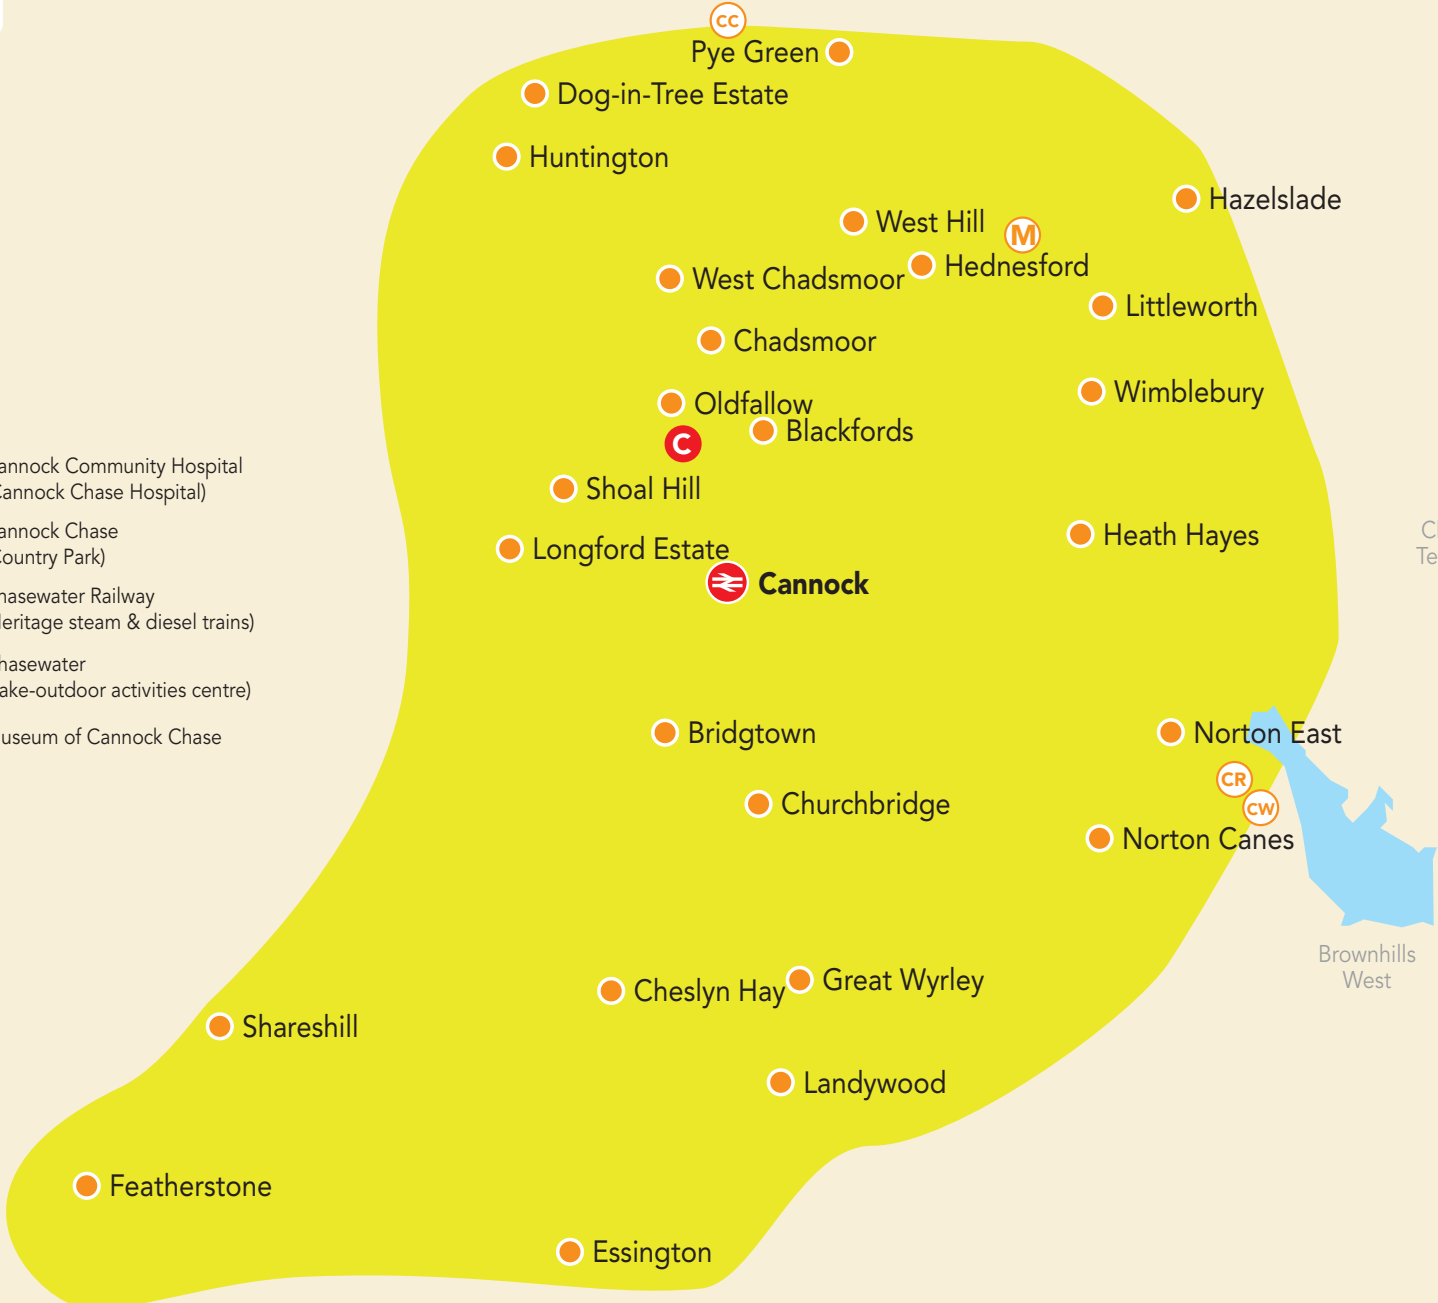 CC
Pye Green
Dog-in-Tree Estate
Huntington
Hazelslade
West Hill
M
Hednesford
West Chadsmoor
Littleworth
Chadsmoor
Wimblebury
Oldfallow
Blackfords
C
annock Community Hospital
annock Chase Hospital)
Shoal Hill
annock Chase
ountry Park)
Longford Estate
Heath Hayes
Cannock
hasewater Railway
eritage steam & diesel trains)
hasewater
ake-outdoor activities centre)
useum of Cannock Chase
Bridgtown
Norton East
CR
CW
Churchbridge
Norton Canes
Brownhills
West
Cheslyn Hay
Great Wyrley
Shareshill
Landywood
Featherstone
Essington